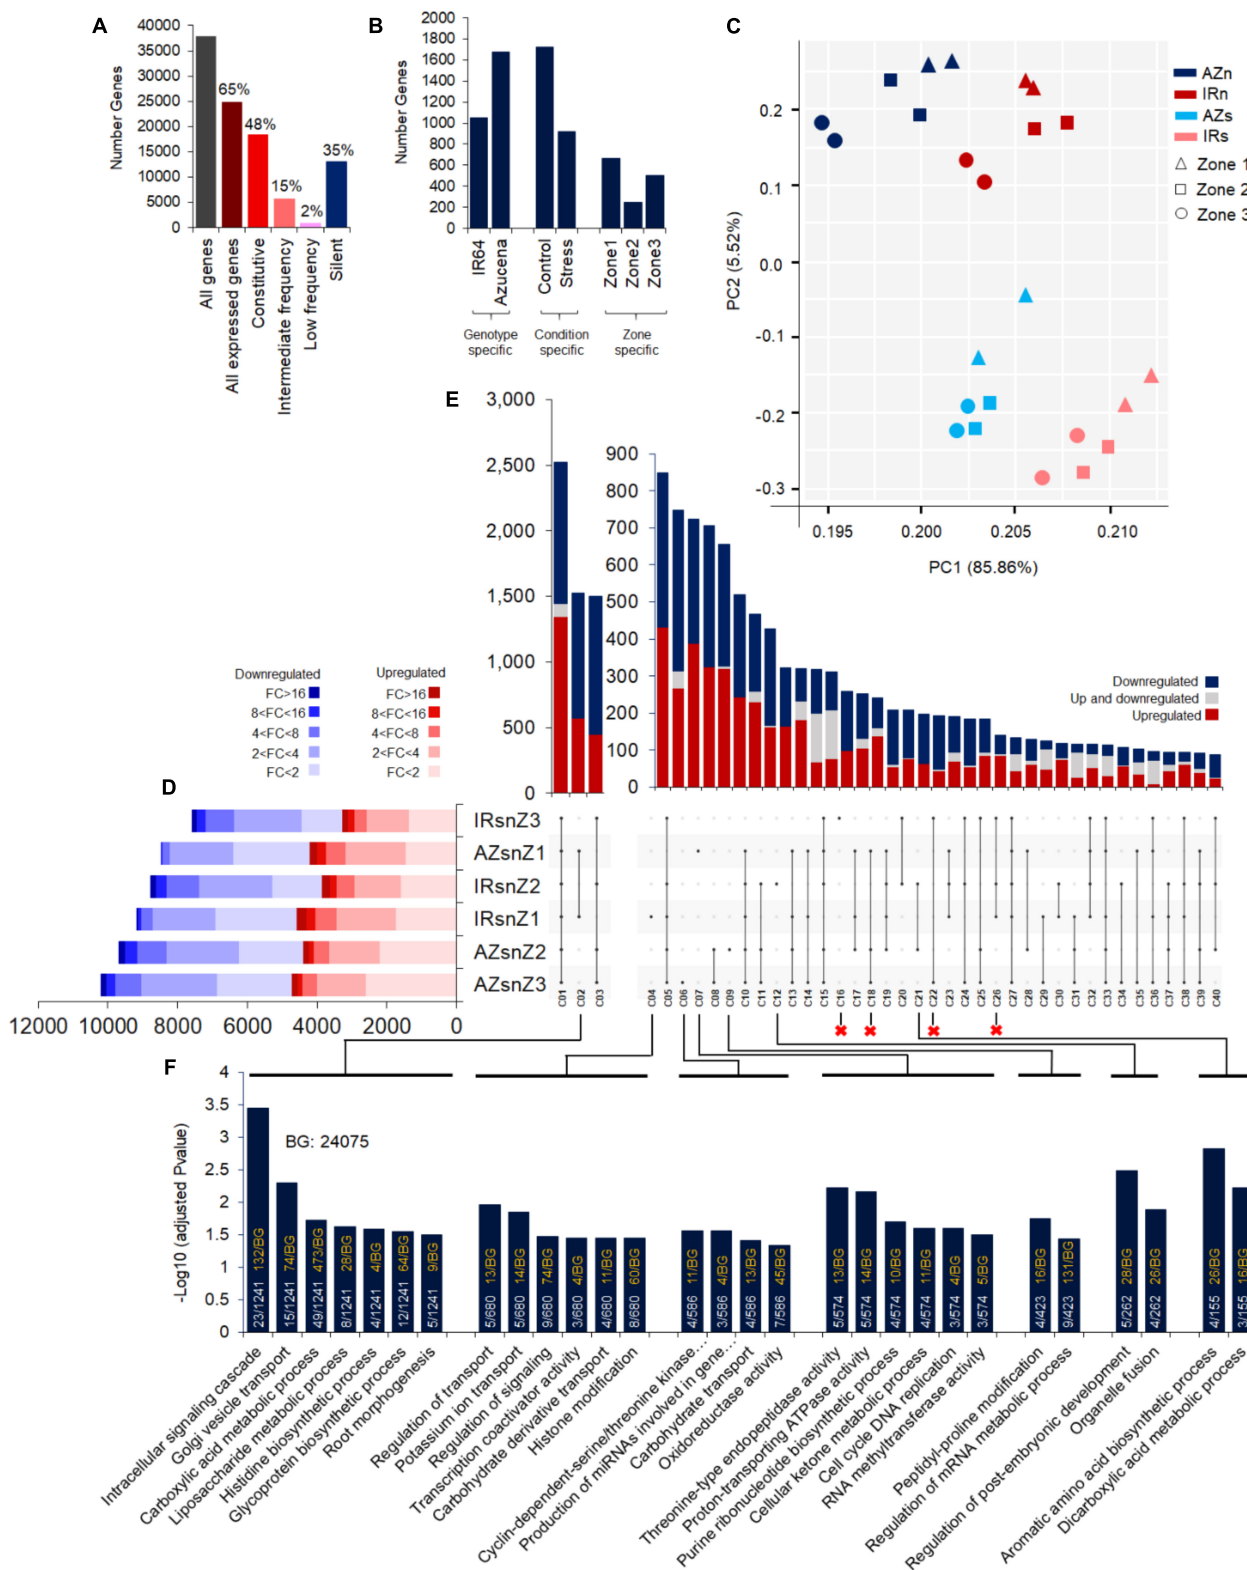 A
40000
35000
30000
25000
20000
15000
10000
5000
0
Number Genes
65%
48%
15%
2%
35%
All genes
All expressed genes
Constitutive
Intermediate frequency
Low frequency
Silent
B
2000
1800
1600
1400
1200
1000
800
600
400
200
0
Number Genes
IR64
Azucena
Control
Stress
Zone1
Zone2
Zone3
Genotype specific
Condition specific
Zone specific
C
0.2
0.1
0.0
-0.1
-0.2
-0.3
PC2 (5.52%)
0.195 0.200 0.205 0.210
PC1 (85.86%)
AZn
IRn
AZs
IRs
Zone 1
Zone 2
Zone 3
E
3,000
2,500
2,000
1,500
1,000
500
0
900
800
700
600
500
400
300
200
100
0
Downregulated
Up and downregulated
Upregulated
Downregulated
FC>16
8<FC<16
4<FC<8
2<FC<4
FC<2
Upregulated
FC>16
8<FC<16
4<FC<8
2<FC<4
FC<2
D
IRsnZ3
AZsnZ1
IRsnZ2
IRsnZ1
AZsnZ2
AZsnZ3
12000 10000 8000 6000 4000 2000 0
C01 C02 C03 C04 C05 C06 C07 C08 C09 C10 C11 C12 C13 C14 C15 C16 C17 C18 C19 C20 C21 C22 C23 C24 C25 C26 C27 C28 C29 C30 C31 C32 C33 C34 C35 C36 C37 C38 C39 C40
F
4
3.5
3
2.5
2
1.5
1
0.5
0
-Log10 (adjusted Pvalue)
BG: 24075
23/1241 132/BG
15/1241 74/BG
49/1241 473/BG
8/1241 28/BG
4/1241 4/BG
12/1241 64/BG
5/1241 9/BG
5/680 13/BG
5/680 14/BG
9/680 74/BG
3/680 4/BG
4/680 11/BG
8/680 60/BG
4/586 11/BG
3/586 4/BG
4/586 13/BG
7/586 45/BG
5/574 13/BG
5/574 14/BG
4/574 10/BG
4/574 11/BG
3/574 4/BG
3/574 5/BG
4/423 16/BG
9/423 131/BG
5/262 28/BG
4/262 26/BG
4/155 26/BG
3/155 16/BG
Intracellular signaling cascade
Golgi vesicle transport
Carboxylic acid metabolic process
Liposaccharide metabolic process
Histidine biosynthetic process
Glycoprotein biosynthetic process
Root morphogenesis
Regulation of transport
Potassium ion transport
Regulation of signaling
Transcription coactivator activity
Carbohydrate derivative transport
Histone modification
Cyclin-dependent-serine/threonine kinase...
Production of miRNAs involved in gene...
Carbohydrate transport
Oxidoreductase activity
Threonine-type endopeptidase activity
Proton-transporting ATPase activity
Purine ribonucleotide biosynthetic process
Cellular ketone metabolic process
Cell cycle DNA replication
RNA methyltransferase activity
Peptidyl-proline modification
Regulation of mRNA metabolic process
Regulation of post-embryonic development
Organelle fusion
Aromatic amino acid biosynthetic process
Dicarboxylic acid metabolic process